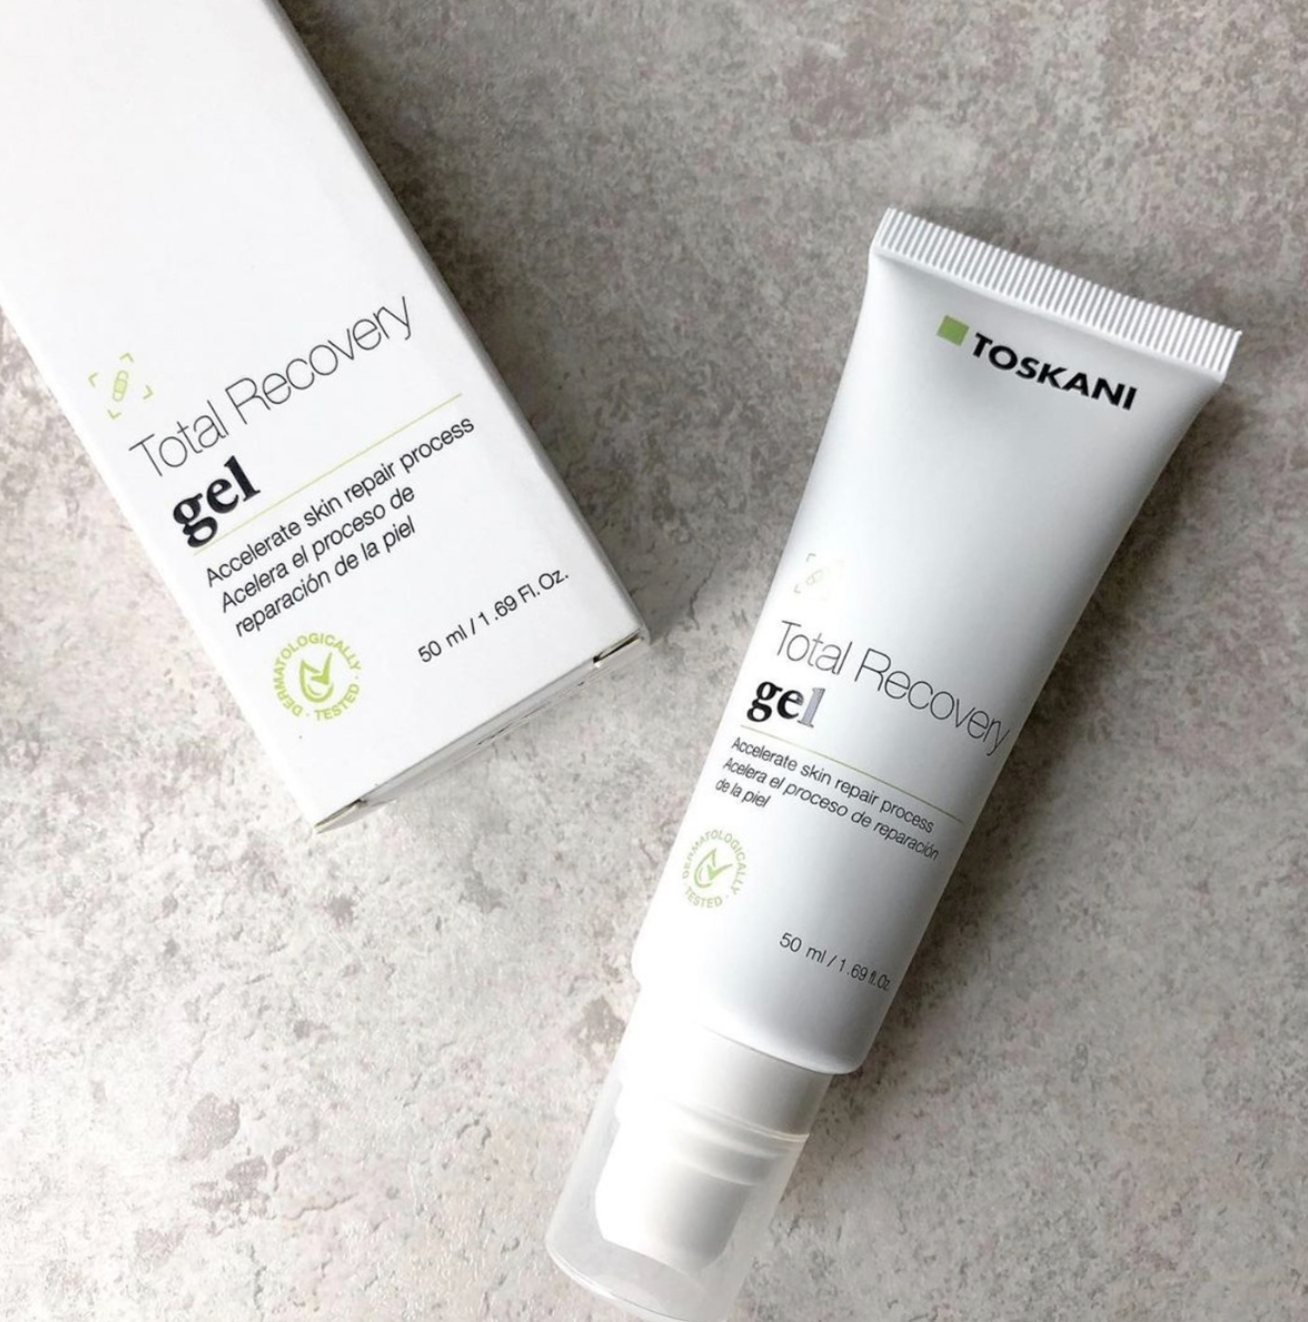 Total Recovery
gel
Accelerate skin repair process
Acelera el proceso de
reparación de la piel
50 ml / 1.69 Fl.Oz.
DERMATOLOGICALLY
· TESTED ·
TOSKANI
Total Recovery
gel
Accelerate skin repair process
Acelera el proceso de reparación
de la piel
DERMATOLOGICALLY
· TESTED ·
50 ml / 1.69 fl.Oz.